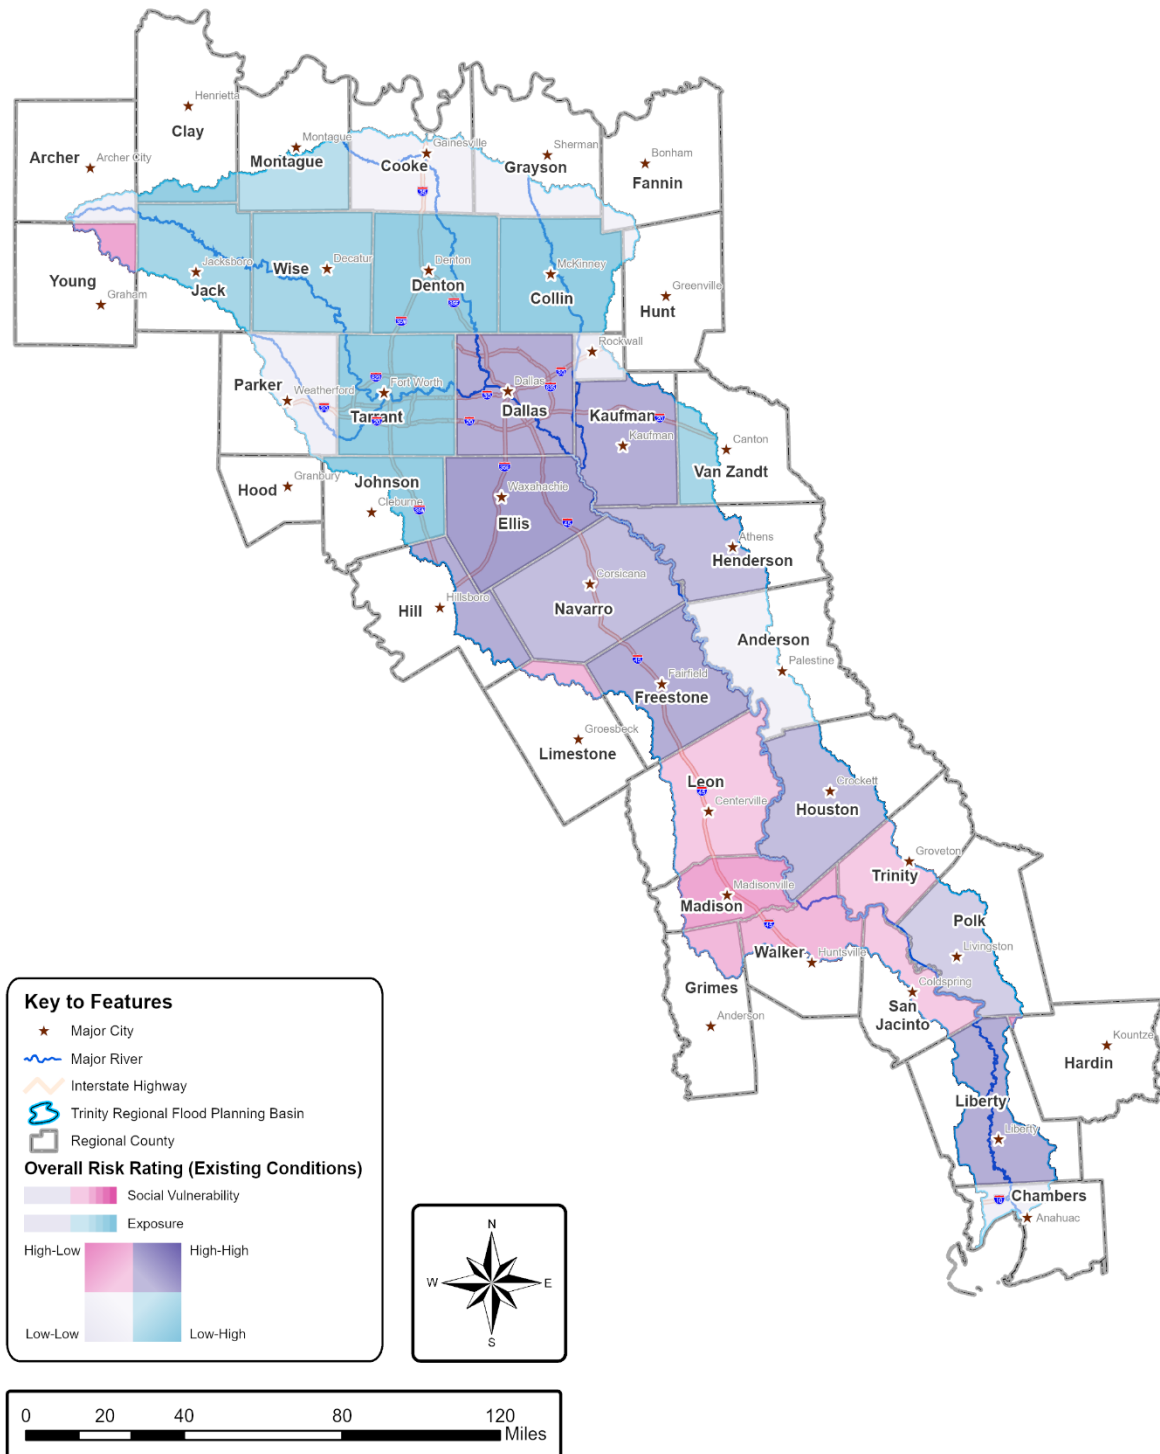 Henrietta
Clay
Archer
Archer City
Montague
Montague
Gainesville
Cooke
Sherman
Grayson
Bonham
Fannin
Young
Graham
Jacksboro
Jack
Wise
Decatur
Denton
Denton
McKinney
Collin
Greenville
Hunt
Rockwall
Parker
Weatherford
Fort Worth
Tarrant
Dallas
Dallas
Kaufman
Kaufman
Canton
Van Zandt
Granbury
Hood
Johnson
Cleburne
Waxahachie
Ellis
Athens
Henderson
Hillsboro
Hill
Corsicana
Navarro
Anderson
Palestine
Fairfield
Freestone
Groesbeck
Limestone
Leon
Centerville
Crockett
Houston
Groveton
Trinity
Madisonville
Madison
Polk
Livingston
Walker
Huntsville
Grimes
Anderson
Coldspring
San
Jacinto
Kountze
Hardin
Liberty
Liberty
Chambers
Anahuac
Key to Features
Major City
Major River
Interstate Highway
Trinity Regional Flood Planning Basin
Regional County
Overall Risk Rating (Existing Conditions)
Social Vulnerability
Exposure
High-Low High-High
Low-Low Low-High
N
W E
S
0 20 40 80 120
Miles